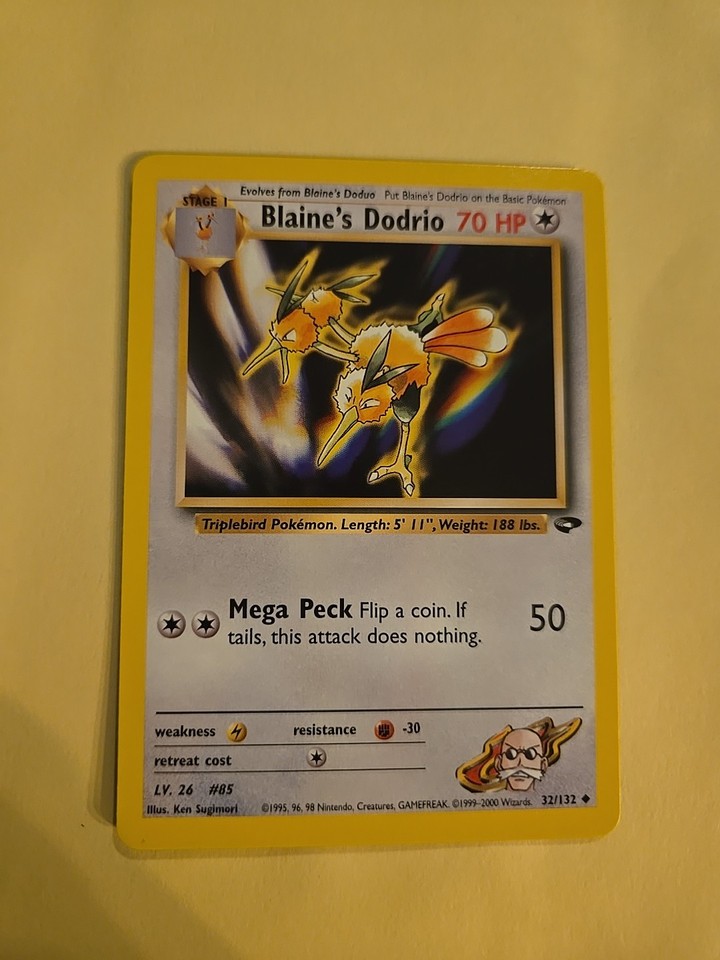 Evolves from Blaine's Doduo Put Blaine's Dodrio on the Basic Pokémon
STAGE 1
Blaine's Dodrio 70 HP
Triplebird Pokémon. Length: 5' 11", Weight: 188 lbs.
Mega Peck Flip a coin. If
tails, this attack does nothing.
50
weakness resistance -30
retreat cost
LV. 26 #85
Illus. Ken Sugimori ©1995, 96, 98 Nintendo, Creatures, GAMEFREAK. ©1999-2000 Wizards. 32/132